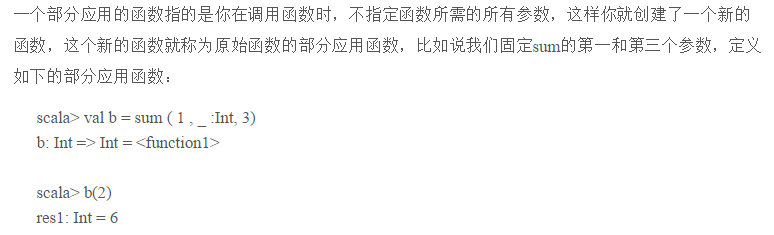 一个部分应用的函数指的是你在调用函数时，不指定函数所需的所有参数，这样你就创建了一个新的
函数，这个新的函数就称为原始函数的部分应用函数，比如说我们固定sum的第一和第三个参数，定义
如下的部分应用函数：
scala> val b = sum ( 1 , _ :Int, 3)
b: Int => Int = <function1>
scala> b(2)
res1: Int = 6